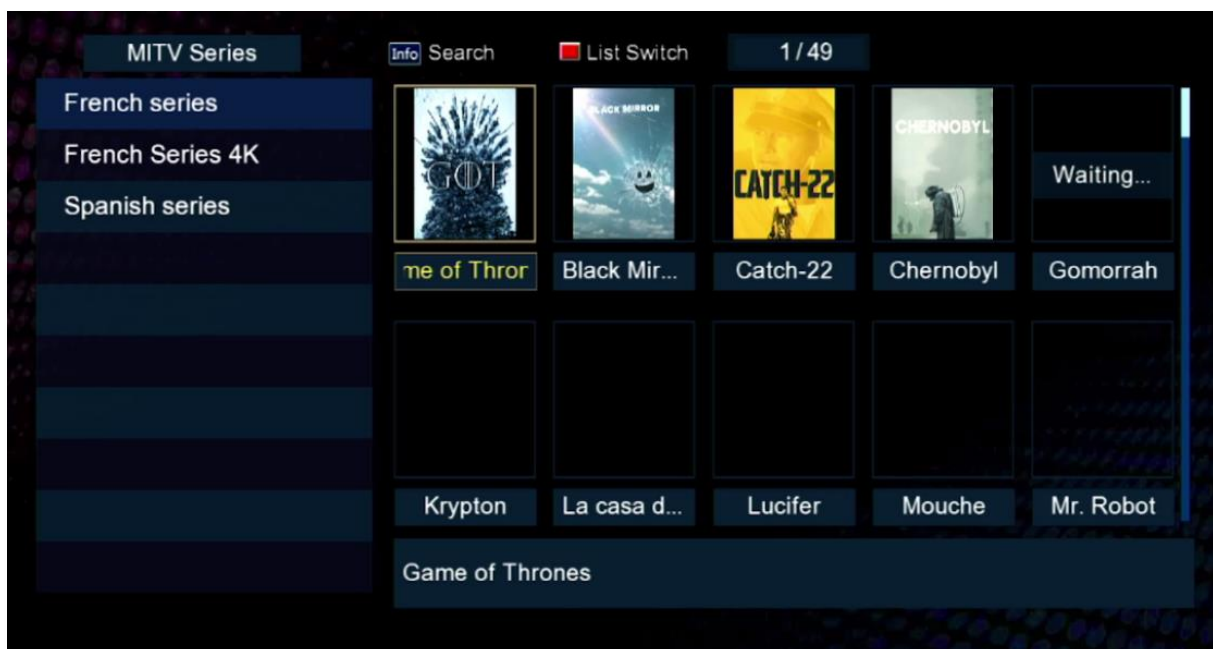 MITV Series
Info Search
List Switch
1/49
French series
French Series 4K
Spanish series
GOT
BLACK MIRROR
CATCH-22
CHERNOBYL
Waiting...
me of Thror
Black Mir...
Catch-22
Chernobyl
Gomorrah
Krypton
La casa d...
Lucifer
Mouche
Mr. Robot
Game of Thrones